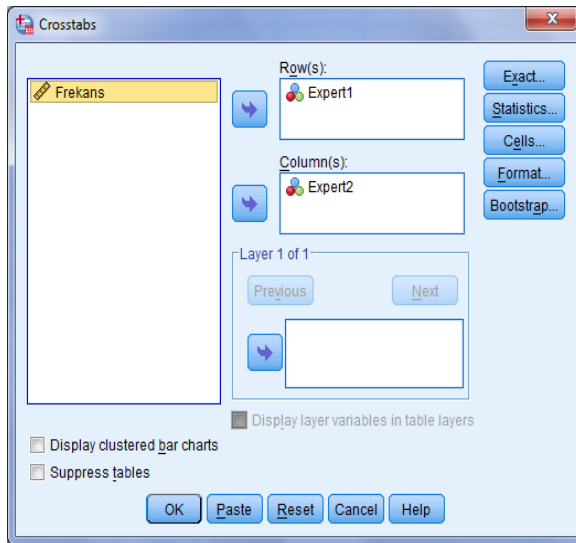 Crosstabs
Frekans
Row(s):
Expert1
Column(s):
Expert2
Exact...
Statistics...
Cells...
Format...
Bootstrap...
Layer 1 of 1
Previous
Next
Display layer variables in table layers
Display clustered bar charts
Suppress tables
OK
Paste
Reset
Cancel
Help